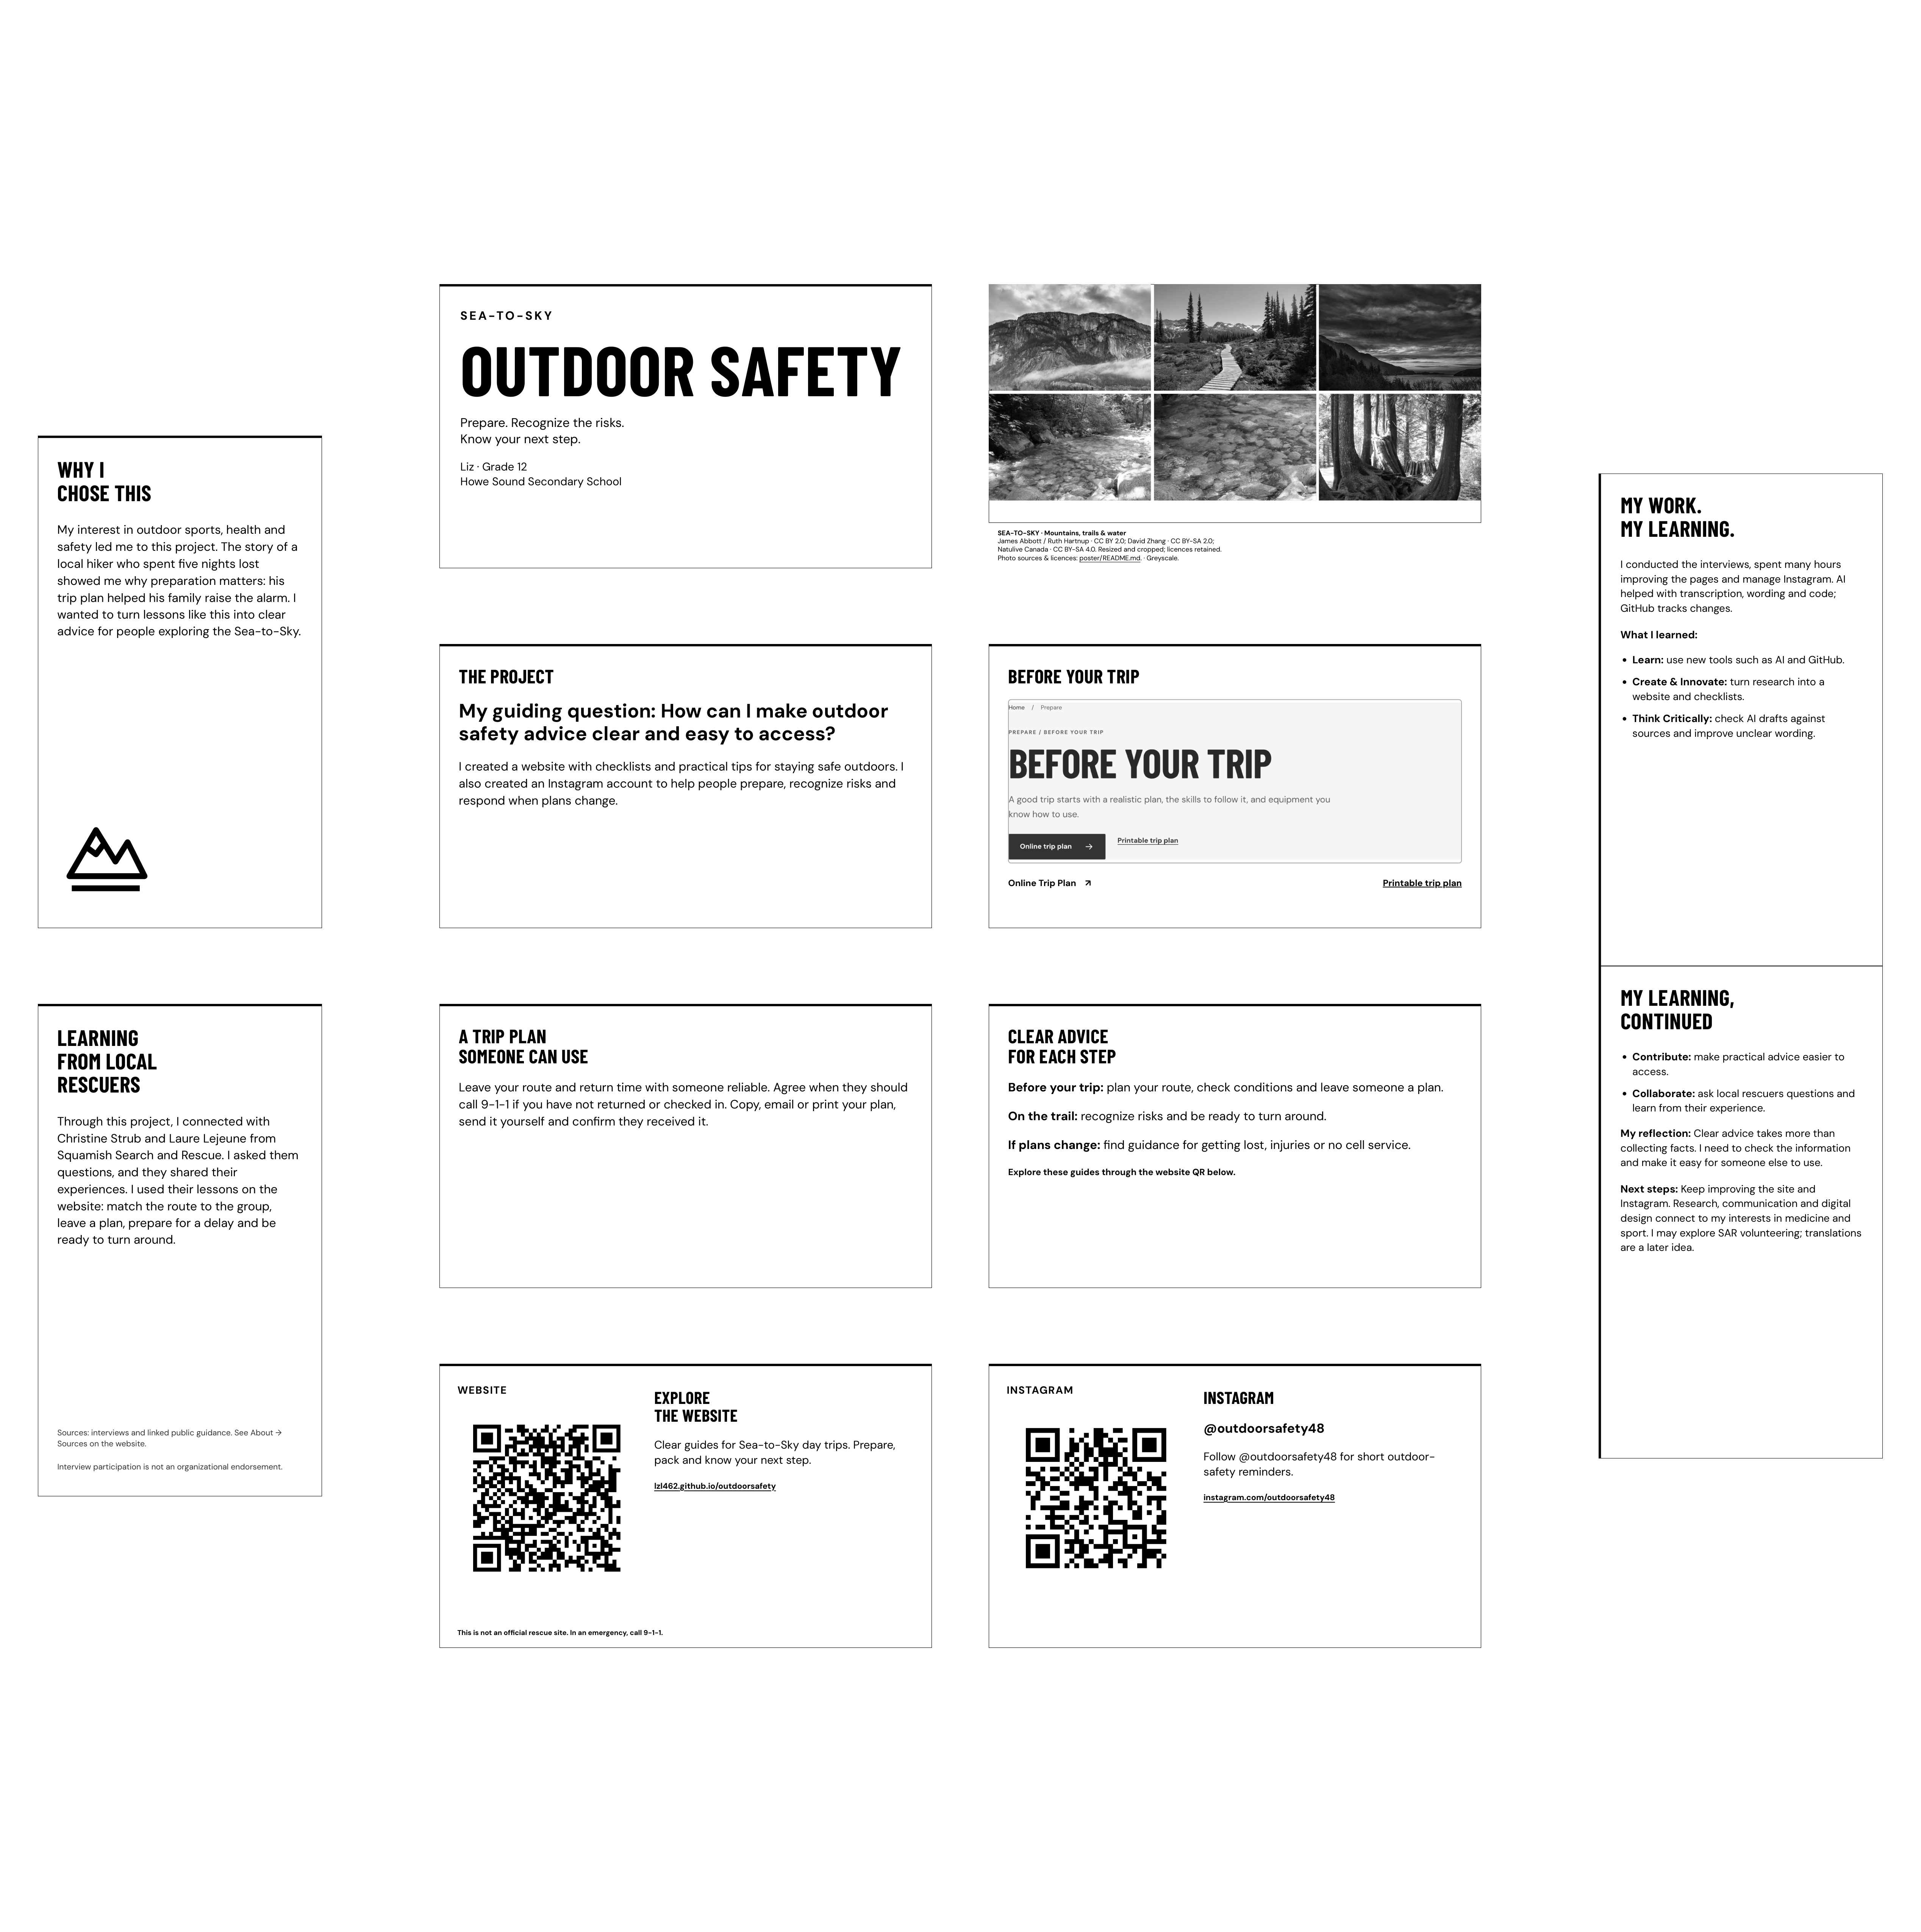 WHY I
CHOSE THIS
My interest in outdoor sports, health and
safety led me to this project. The story of a
local hiker who spent five nights lost
showed me why preparation matters: his
trip plan helped his family raise the alarm. I
wanted to turn lessons like this into clear
advice for people exploring the Sea-to-Sky.
LEARNING
FROM LOCAL
RESCUERS
Through this project, I connected with
Christine Strub and Laure Lejeune from
Squamish Search and Rescue. I asked them
questions, and they shared their
experiences. I used their lessons on the
website: match the route to the group,
leave a plan, prepare for a delay and be
ready to turn around.
Sources: interviews and linked public guidance. See About →
Sources on the website.
Interview participation is not an organizational endorsement.
SEA-TO-SKY
OUTDOOR SAFETY
Prepare. Recognize the risks.
Know your next step.
Liz · Grade 12
Howe Sound Secondary School
SEA-TO-SKY · Mountains, trails & water
James Abbott / Ruth Hartnup · CC BY 2.0; David Zhang · CC BY-SA 2.0;
Natulive Canada · CC BY-SA 4.0. Resized and cropped; licences retained.
Photo sources & licences: poster/README.md. · Greyscale.
THE PROJECT
My guiding question: How can I make outdoor
safety advice clear and easy to access?
I created a website with checklists and practical tips for staying safe outdoors. I
also created an Instagram account to help people prepare, recognize risks and
respond when plans change.
BEFORE YOUR TRIP
Home / Prepare
PREPARE / BEFORE YOUR TRIP
BEFORE YOUR TRIP
A good trip starts with a realistic plan, the skills to follow it, and equipment you
know how to use.
Online trip plan → Printable trip plan
Online Trip Plan ↗ Printable trip plan
A TRIP PLAN
SOMEONE CAN USE
Leave your route and return time with someone reliable. Agree when they should
call 9-1-1 if you have not returned or checked in. Copy, email or print your plan,
send it yourself and confirm they received it.
CLEAR ADVICE
FOR EACH STEP
Before your trip: plan your route, check conditions and leave someone a plan.
On the trail: recognize risks and be ready to turn around.
If plans change: find guidance for getting lost, injuries or no cell service.
Explore these guides through the website QR below.
WEBSITE
EXPLORE
THE WEBSITE
Clear guides for Sea-to-Sky day trips. Prepare,
pack and know your next step.
lzl462.github.io/outdoorsafety
This is not an official rescue site. In an emergency, call 9-1-1.
INSTAGRAM
INSTAGRAM
@outdoorsafety48
Follow @outdoorsafety48 for short outdoor-
safety reminders.
instagram.com/outdoorsafety48
MY WORK.
MY LEARNING.
I conducted the interviews, spent many hours
improving the pages and manage Instagram. AI
helped with transcription, wording and code;
GitHub tracks changes.
What I learned:
• Learn: use new tools such as AI and GitHub.
• Create & Innovate: turn research into a
website and checklists.
• Think Critically: check AI drafts against
sources and improve unclear wording.
MY LEARNING,
CONTINUED
• Contribute: make practical advice easier to
access.
• Collaborate: ask local rescuers questions and
learn from their experience.
My reflection: Clear advice takes more than
collecting facts. I need to check the information
and make it easy for someone else to use.
Next steps: Keep improving the site and
Instagram. Research, communication and digital
design connect to my interests in medicine and
sport. I may explore SAR volunteering; translations
are a later idea.